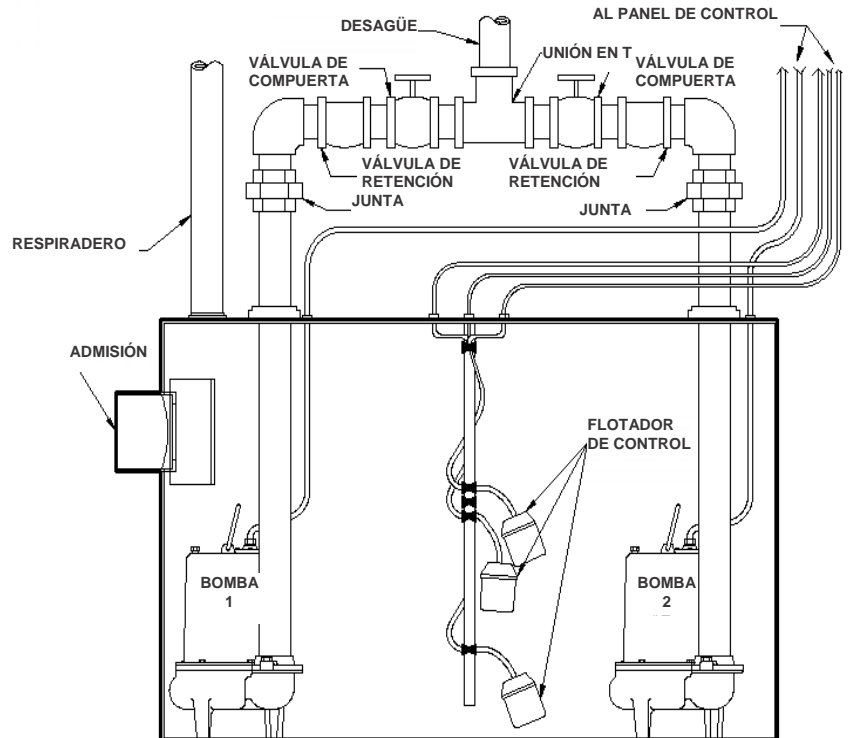 AL PANEL DE CONTROL
DESAGÜE
UNIÓN EN T
VÁLVULA DE
COMPUERTA
VÁLVULA DE
COMPUERTA
VÁLVULA DE
RETENCIÓN
VÁLVULA DE
RETENCIÓN
JUNTA
JUNTA
RESPIRADERO
ADMISIÓN
FLOTADOR
DE CONTROL
BOMBA
1
BOMBA
2